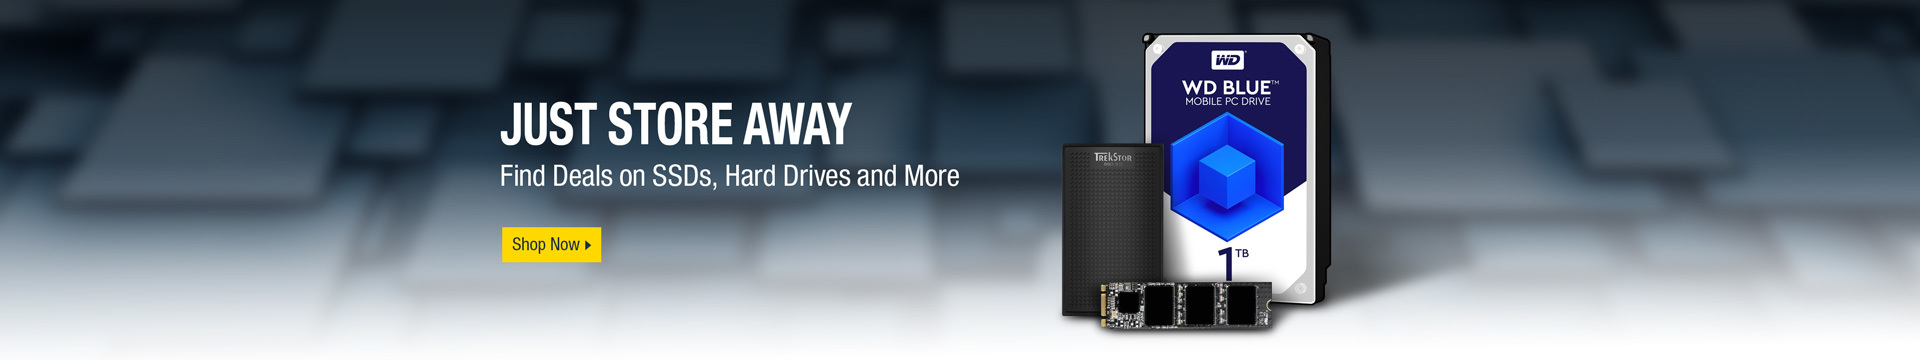 JUST STORE AWAY
Find Deals on SSDs, Hard Drives and More
Shop Now
WD
WD BLUE™
MOBILE PC DRIVE
TREKSTOR
1 TB